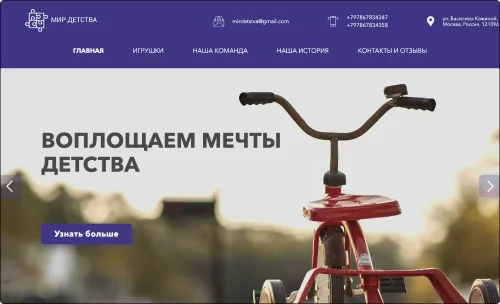 МИР ДЕТСТВА
mirdetstva@gmail.com
+797867834347
+797867834358
ул. Василисы Кожиной,
Москва, Россия, 121096
ГЛАВНАЯ
ИГРУШКИ
НАША КОМАНДА
НАША ИСТОРИЯ
КОНТАКТЫ И ОТЗЫВЫ
ВОПЛОЩАЕМ МЕЧТЫ
ДЕТСТВА
Узнать больше